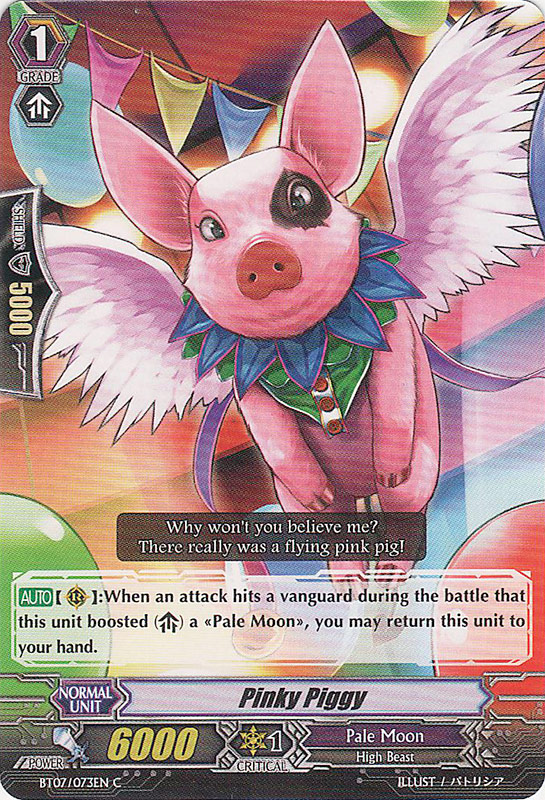 1
GRADE
SHIELD
5000
Why won't you believe me?
There really was a flying pink pig!
AUTO【 】:When an attack hits a vanguard during the battle that
this unit boosted ( ) a «Pale Moon», you may return this unit to
your hand.
NORMAL
UNIT
Pinky Piggy
POWER
6000
1
CRITICAL
Pale Moon
High Beast
BT07/073EN C
ILLUST / パトリシア